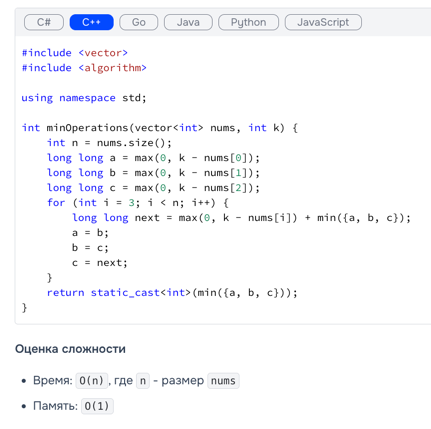 C#
C++
Go
Java
Python
JavaScript
#include <vector>
#include <algorithm>
using namespace std;
int minOperations(vector<int> nums, int k) {
    int n = nums.size();
    long long a = max(0, k - nums[0]);
    long long b = max(0, k - nums[1]);
    long long c = max(0, k - nums[2]);
    for (int i = 3; i < n; i++) {
        long long next = max(0, k - nums[i]) + min({a, b, c});
        a = b;
        b = c;
        c = next;
    }
    return static_cast<int>(min({a, b, c}));
}
Оценка сложности
• Время: O(n), где n - размер nums
• Память: O(1)